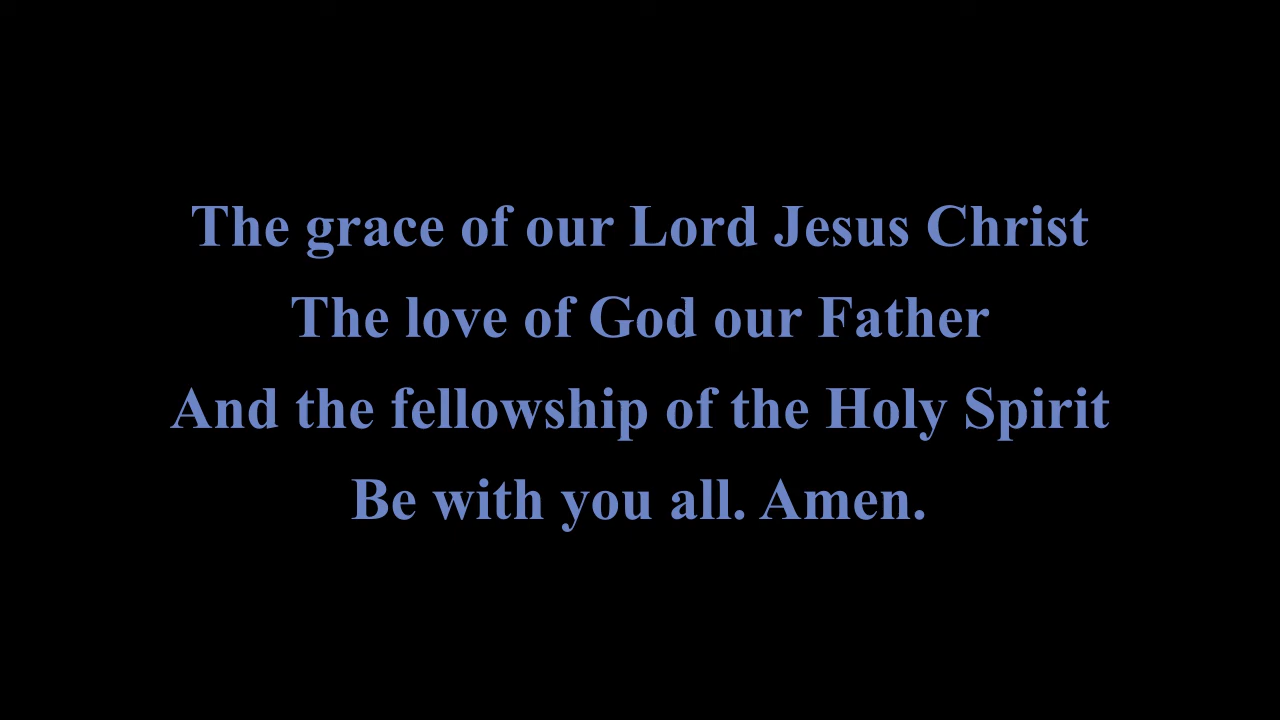 The grace of our Lord Jesus Christ
The love of God our Father
And the fellowship of the Holy Spirit
Be with you all. Amen.